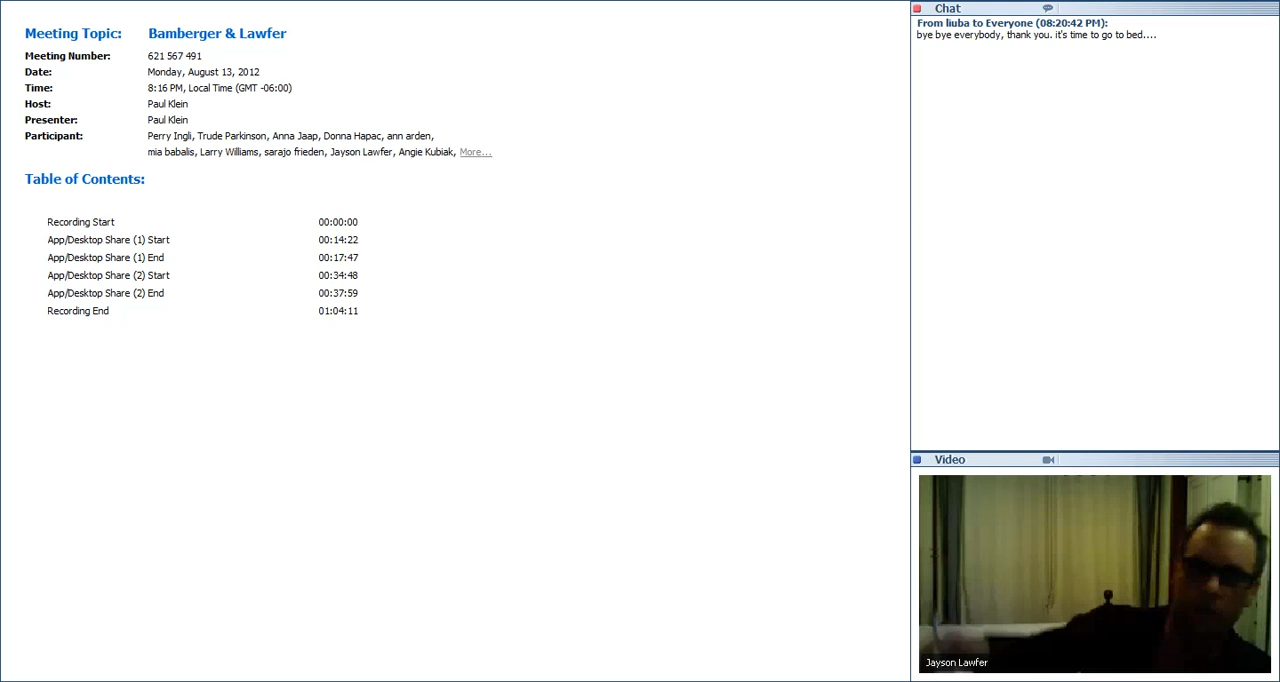 Meeting Topic: Bamberger & Lawfer
Meeting Number: 621 567 491
Date: Monday, August 13, 2012
Time: 8:16 PM, Local Time (GMT -06:00)
Host: Paul Klein
Presenter: Paul Klein
Participant: Perry Ingli, Trude Parkinson, Anna Jaap, Donna Hapac, ann arden,
mia babalis, Larry Williams, sarajo frieden, Jayson Lawfer, Angie Kubiak, More...
Table of Contents:
Recording Start 00:00:00
App/Desktop Share (1) Start 00:14:22
App/Desktop Share (1) End 00:17:47
App/Desktop Share (2) Start 00:34:48
App/Desktop Share (2) End 00:37:59
Recording End 01:04:11
Chat
From liuba to Everyone (08:20:42 PM):
bye bye everybody, thank you. it's time to go to bed....
Video
Jayson Lawfer